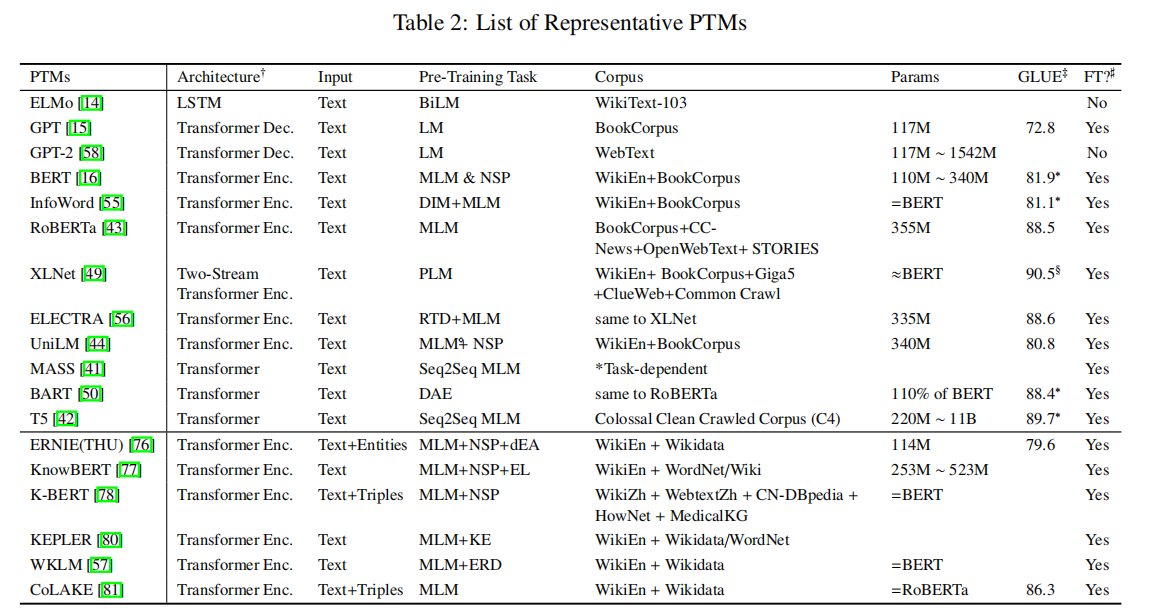 Table 2: List of Representative PTMs
PTMs Architecture† Input Pre-Training Task Corpus Params GLUE‡ FT?♯
ELMo [14] LSTM Text BiLM WikiText-103 No
GPT [15] Transformer Dec. Text LM BookCorpus 117M 72.8 Yes
GPT-2 [58] Transformer Dec. Text LM WebText 117M ~ 1542M No
BERT [16] Transformer Enc. Text MLM & NSP WikiEn+BookCorpus 110M ~ 340M 81.9* Yes
InfoWord [55] Transformer Enc. Text DIM+MLM WikiEn+BookCorpus =BERT 81.1* Yes
RoBERTa [43] Transformer Enc. Text MLM BookCorpus+CC- 355M 88.5 Yes
News+OpenWebText+ STORIES
XLNet [49] Two-Stream Text PLM WikiEn+ BookCorpus+Giga5 ≈BERT 90.5§ Yes
Transformer Enc. +ClueWeb+Common Crawl
ELECTRA [56] Transformer Enc. Text RTD+MLM same to XLNet 335M 88.6 Yes
UniLM [44] Transformer Enc. Text MLM♮+ NSP WikiEn+BookCorpus 340M 80.8 Yes
MASS [41] Transformer Text Seq2Seq MLM *Task-dependent Yes
BART [50] Transformer Text DAE same to RoBERTa 110% of BERT 88.4* Yes
T5 [42] Transformer Text Seq2Seq MLM Colossal Clean Crawled Corpus (C4) 220M ~ 11B 89.7* Yes
ERNIE(THU) [76] Transformer Enc. Text+Entities MLM+NSP+dEA WikiEn + Wikidata 114M 79.6 Yes
KnowBERT [77] Transformer Enc. Text MLM+NSP+EL WikiEn + WordNet/Wiki 253M ~ 523M Yes
K-BERT [78] Transformer Enc. Text+Triples MLM+NSP WikiZh + WebtextZh + CN-DBpedia + =BERT Yes
HowNet + MedicalKG
KEPLER [80] Transformer Enc. Text MLM+KE WikiEn + Wikidata/WordNet Yes
WKLM [57] Transformer Enc. Text MLM+ERD WikiEn + Wikidata =BERT Yes
CoLAKE [81] Transformer Enc. Text+Triples MLM WikiEn + Wikidata =RoBERTa 86.3 Yes